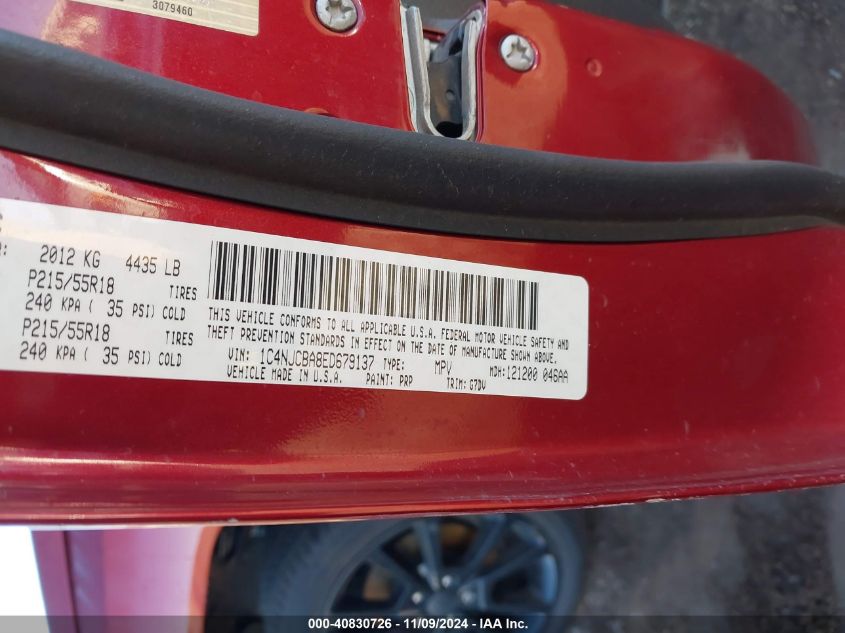 3079460
2012 KG 4435 LB
P215/55R18 TIRES
240 KPA ( 35 PSI) COLD
P215/55R18 TIRES
240 KPA ( 35 PSI) COLD
THIS VEHICLE CONFORMS TO ALL APPLICABLE U.S.A. FEDERAL MOTOR VEHICLE SAFETY AND
THEFT PREVENTION STANDARDS IN EFFECT ON THE DATE OF MANUFACTURE SHOWN ABOVE.
VIN: 1C4NJCBA8ED679137 TYPE: MPV MDH:121200 046AA
VEHICLE MADE IN U.S.A. PAINT: PRP TRIM: G7DV
000-40830726 - 11/09/2024 - IAA, Inc.